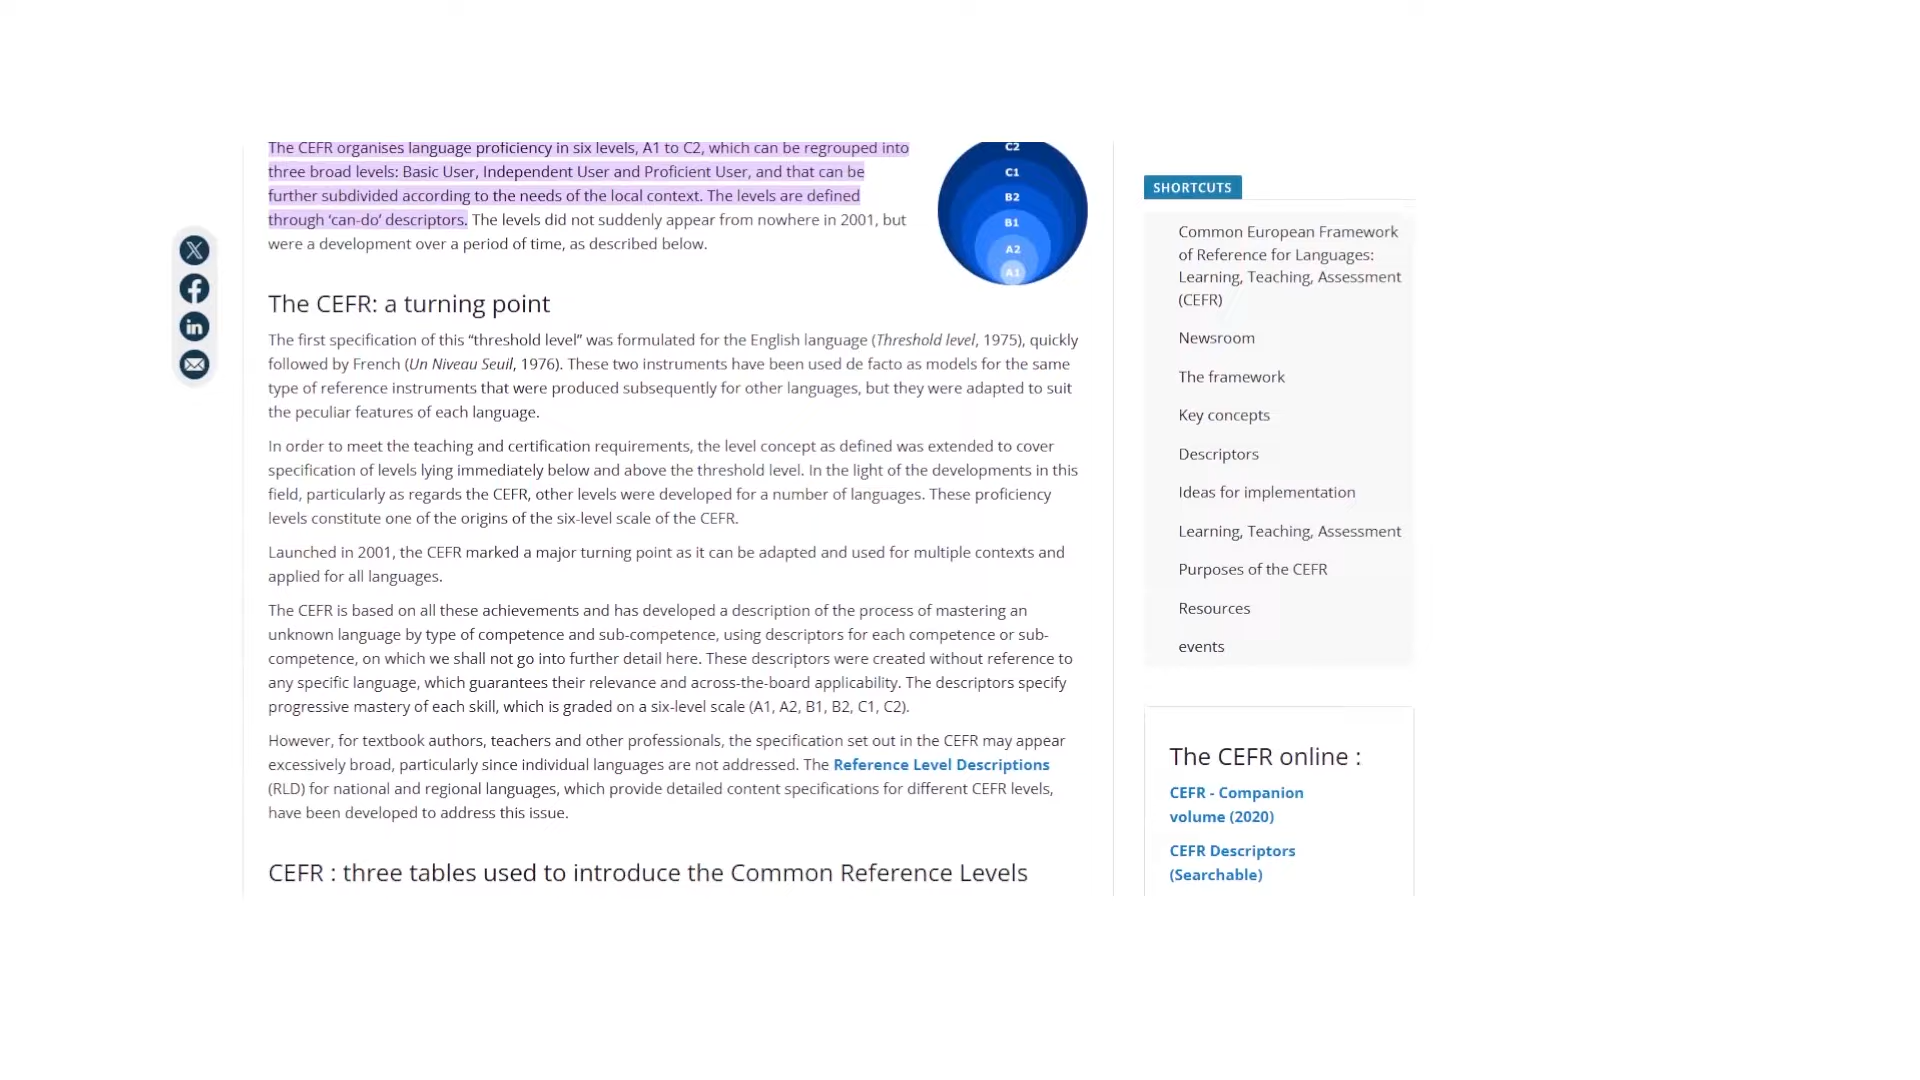 The CEFR organises language proficiency in six levels, A1 to C2, which can be regrouped into
three broad levels: Basic User, Independent User and Proficient User, and that can be
further subdivided according to the needs of the local context. The levels are defined
through ‘can-do’ descriptors. The levels did not suddenly appear from nowhere in 2001, but
were a development over a period of time, as described below.
C2
C1
B2
B1
A2
A1
The CEFR: a turning point
The first specification of this “threshold level” was formulated for the English language (Threshold level, 1975), quickly
followed by French (Un Niveau Seuil, 1976). These two instruments have been used de facto as models for the same
type of reference instruments that were produced subsequently for other languages, but they were adapted to suit
the peculiar features of each language.
In order to meet the teaching and certification requirements, the level concept as defined was extended to cover
specification of levels lying immediately below and above the threshold level. In the light of the developments in this
field, particularly as regards the CEFR, other levels were developed for a number of languages. These proficiency
levels constitute one of the origins of the six-level scale of the CEFR.
Launched in 2001, the CEFR marked a major turning point as it can be adapted and used for multiple contexts and
applied for all languages.
The CEFR is based on all these achievements and has developed a description of the process of mastering an
unknown language by type of competence and sub-competence, using descriptors for each competence or sub-
competence, on which we shall not go into further detail here. These descriptors were created without reference to
any specific language, which guarantees their relevance and across-the-board applicability. The descriptors specify
progressive mastery of each skill, which is graded on a six-level scale (A1, A2, B1, B2, C1, C2).
However, for textbook authors, teachers and other professionals, the specification set out in the CEFR may appear
excessively broad, particularly since individual languages are not addressed. The Reference Level Descriptions
(RLD) for national and regional languages, which provide detailed content specifications for different CEFR levels,
have been developed to address this issue.
CEFR : three tables used to introduce the Common Reference Levels
SHORTCUTS
Common European Framework
of Reference for Languages:
Learning, Teaching, Assessment
(CEFR)
Newsroom
The framework
Key concepts
Descriptors
Ideas for implementation
Learning, Teaching, Assessment
Purposes of the CEFR
Resources
events
The CEFR online :
CEFR - Companion
volume (2020)
CEFR Descriptors
(Searchable)